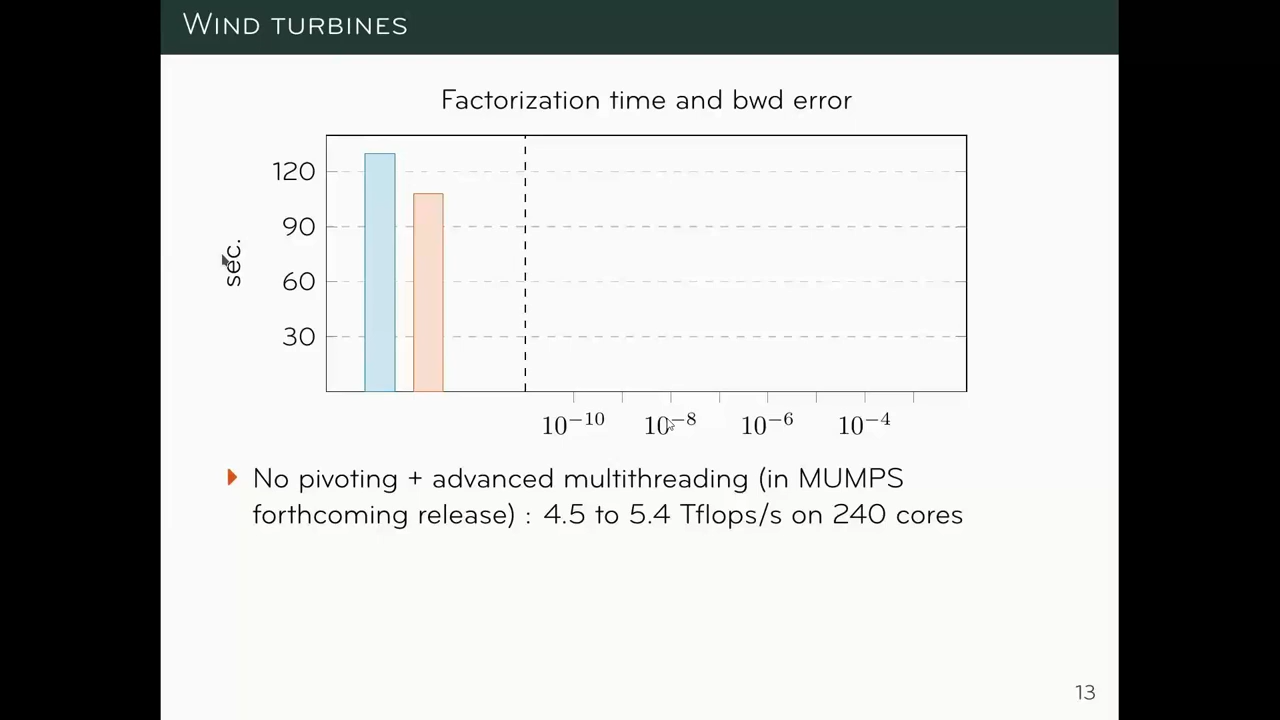 WIND TURBINES
Factorization time and bwd error
120
90
60
30
sec.
10⁻¹⁰ 10⁻⁸ 10⁻⁶ 10⁻⁴
No pivoting + advanced multithreading (in MUMPS
forthcoming release) : 4.5 to 5.4 Tflops/s on 240 cores
13